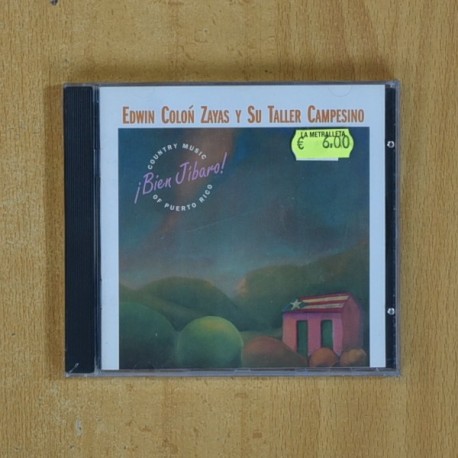 EDWIN COLOŃ ZAYAS Y SU TALLER CAMPESINO
LA METRALLETA
€ 6.00
COUNTRY MUSIC
¡Bien Jíbaro!
OF PUERTO RICO